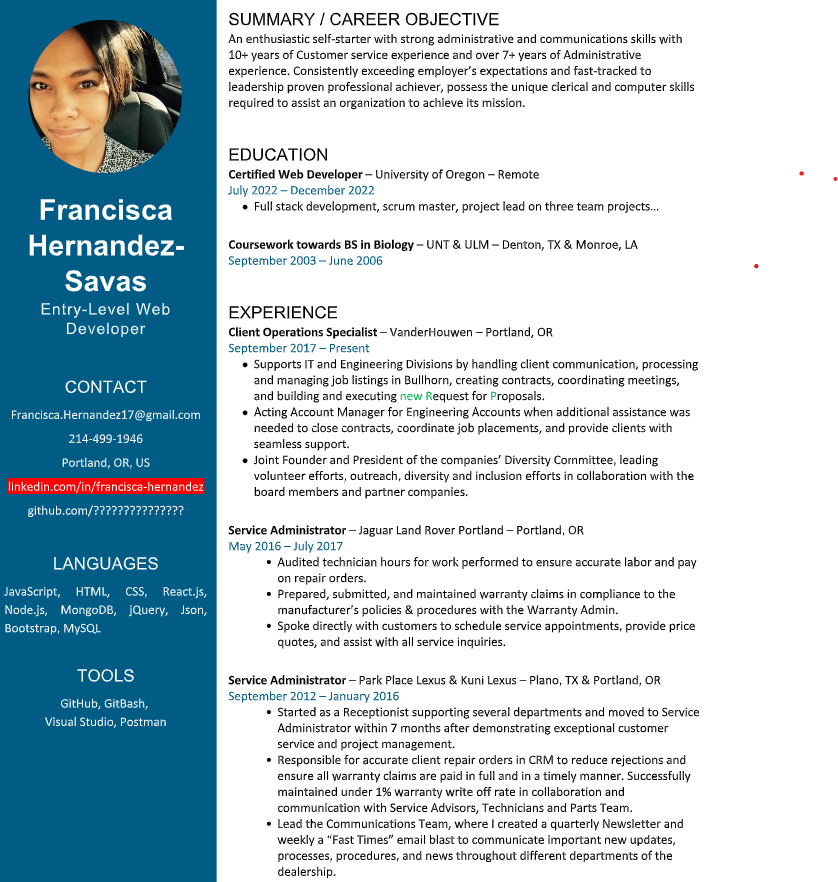 Francisca
Hernandez-
Savas
Entry-Level Web
Developer
CONTACT
Francisca.Hernandez17@gmail.com
214-499-1946
Portland, OR, US
linkedin.com/in/francisca-hernandez
github.com/???????????????
LANGUAGES
JavaScript, HTML, CSS, React.js,
Node.js, MongoDB, jQuery, Json,
Bootstrap, MySQL
TOOLS
GitHub, GitBash,
Visual Studio, Postman
SUMMARY / CAREER OBJECTIVE
An enthusiastic self-starter with strong administrative and communications skills with
10+ years of Customer service experience and over 7+ years of Administrative
experience. Consistently exceeding employer's expectations and fast-tracked to
leadership proven professional achiever, possess the unique clerical and computer skills
required to assist an organization to achieve its mission.
EDUCATION
Certified Web Developer – University of Oregon – Remote
July 2022 – December 2022
• Full stack development, scrum master, project lead on three team projects...
Coursework towards BS in Biology – UNT & ULM – Denton, TX & Monroe, LA
September 2003 – June 2006
EXPERIENCE
Client Operations Specialist – VanderHouwen – Portland, OR
September 2017 – Present
• Supports IT and Engineering Divisions by handling client communication, processing
and managing job listings in Bullhorn, creating contracts, coordinating meetings,
and building and executing new Request for Proposals.
• Acting Account Manager for Engineering Accounts when additional assistance was
needed to close contracts, coordinate job placements, and provide clients with
seamless support.
• Joint Founder and President of the companies' Diversity Committee, leading
volunteer efforts, outreach, diversity and inclusion efforts in collaboration with the
board members and partner companies.
Service Administrator – Jaguar Land Rover Portland – Portland, OR
May 2016 – July 2017
• Audited technician hours for work performed to ensure accurate labor and pay
on repair orders.
• Prepared, submitted, and maintained warranty claims in compliance to the
manufacturer's policies & procedures with the Warranty Admin.
• Spoke directly with customers to schedule service appointments, provide price
quotes, and assist with all service inquiries.
Service Administrator – Park Place Lexus & Kuni Lexus – Plano, TX & Portland, OR
September 2012 – January 2016
• Started as a Receptionist supporting several departments and moved to Service
Administrator within 7 months after demonstrating exceptional customer
service and project management.
• Responsible for accurate client repair orders in CRM to reduce rejections and
ensure all warranty claims are paid in full and in a timely manner. Successfully
maintained under 1% warranty write off rate in collaboration and
communication with Service Advisors, Technicians and Parts Team.
• Lead the Communications Team, where I created a quarterly Newsletter and
weekly a "Fast Times" email blast to communicate important new updates,
processes, procedures, and news throughout different departments of the
dealership.